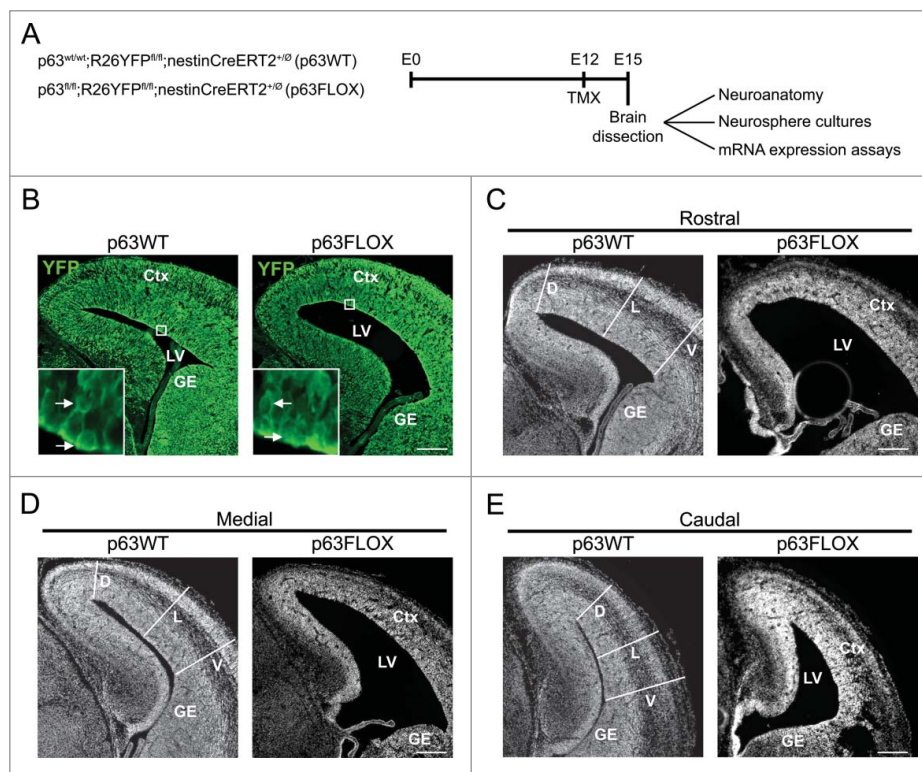 A
p63wt/wt;R26YFPfl/fl;nestinCreERT2+/Ø (p63WT)
p63fl/fl;R26YFPfl/fl;nestinCreERT2+/Ø (p63FLOX)
E0 E12 E15
TMX
Brain
dissection
Neuroanatomy
Neurosphere cultures
mRNA expression assays
B
p63WT p63FLOX
YFP Ctx LV GE
YFP Ctx LV GE
C
Rostral
p63WT p63FLOX
D L V GE
Ctx LV GE
D
Medial
p63WT p63FLOX
D L V GE
Ctx LV GE
E
Caudal
p63WT p63FLOX
D L V GE
Ctx LV GE